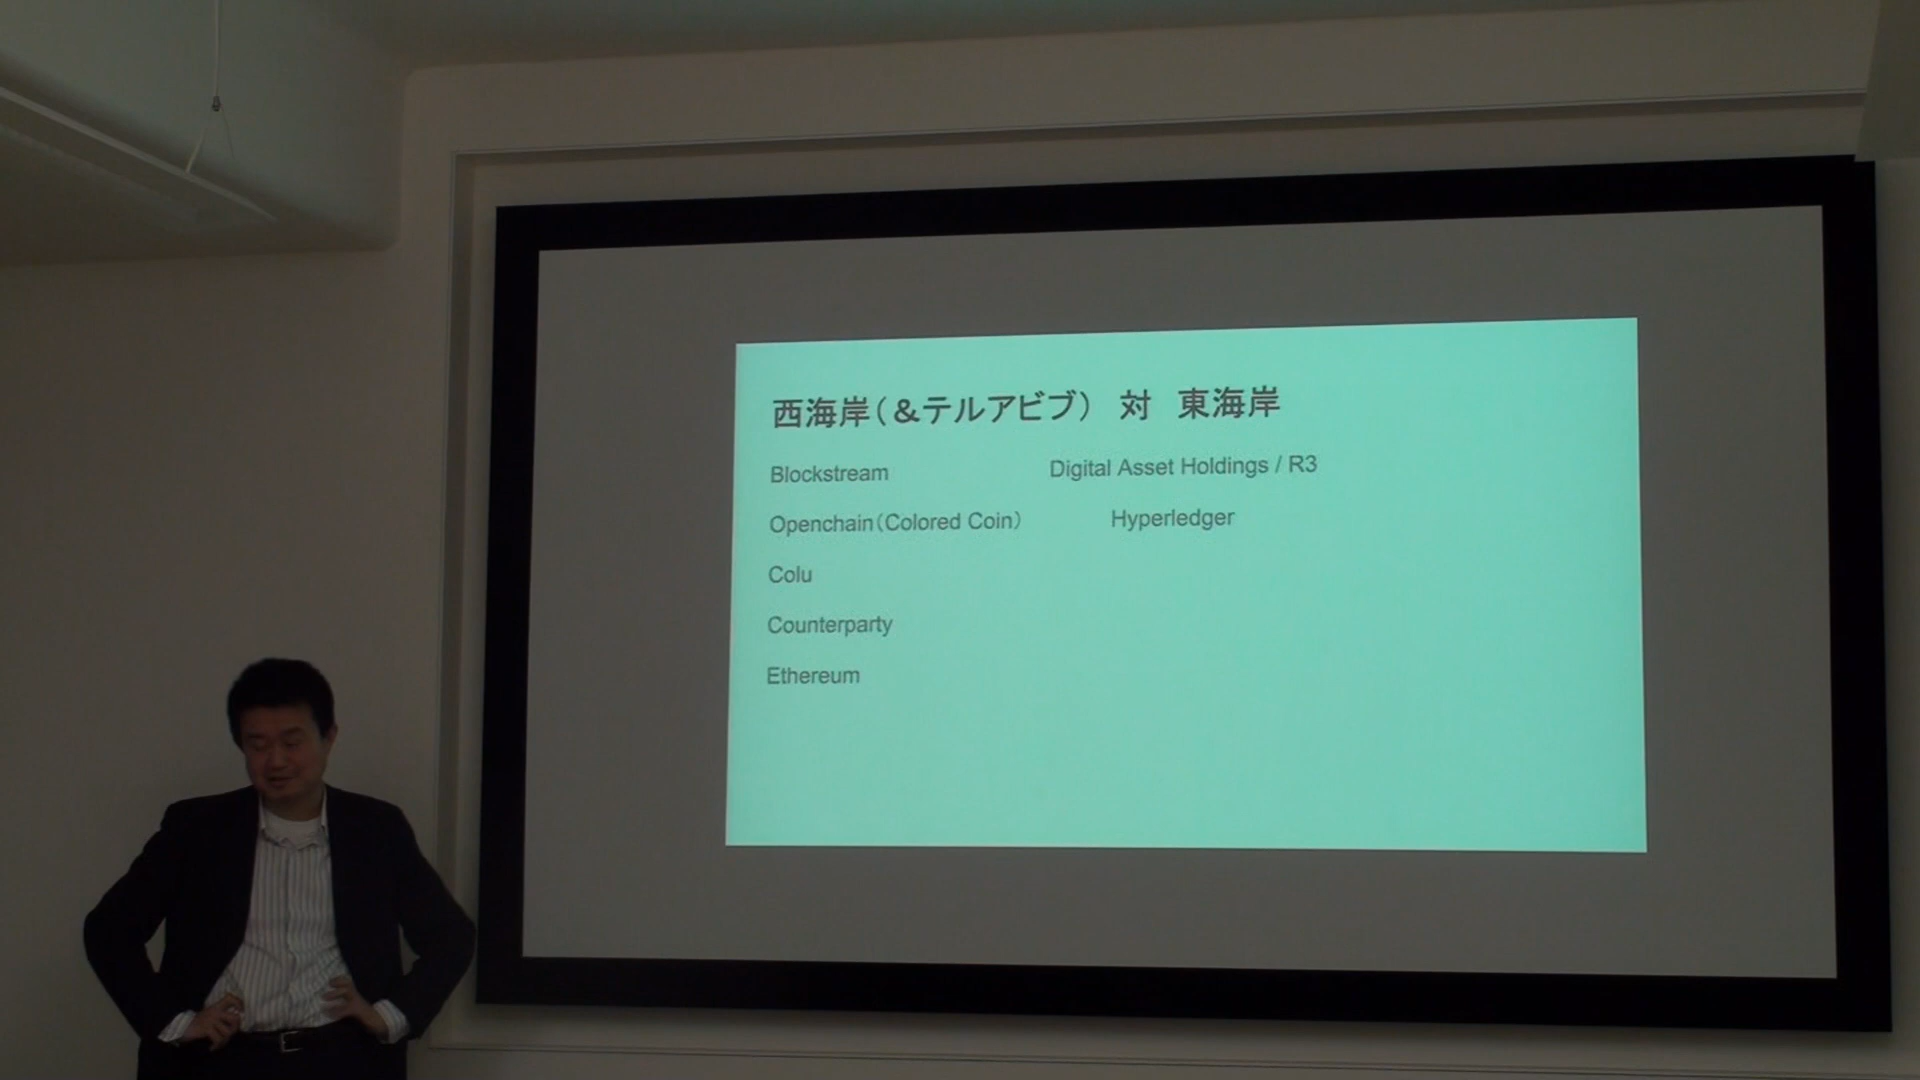 西海岸（＆テルアビブ）　対　東海岸
Blockstream　Digital Asset Holdings / R3
Openchain（Colored Coin）　Hyperledger
Colu
Counterparty
Ethereum